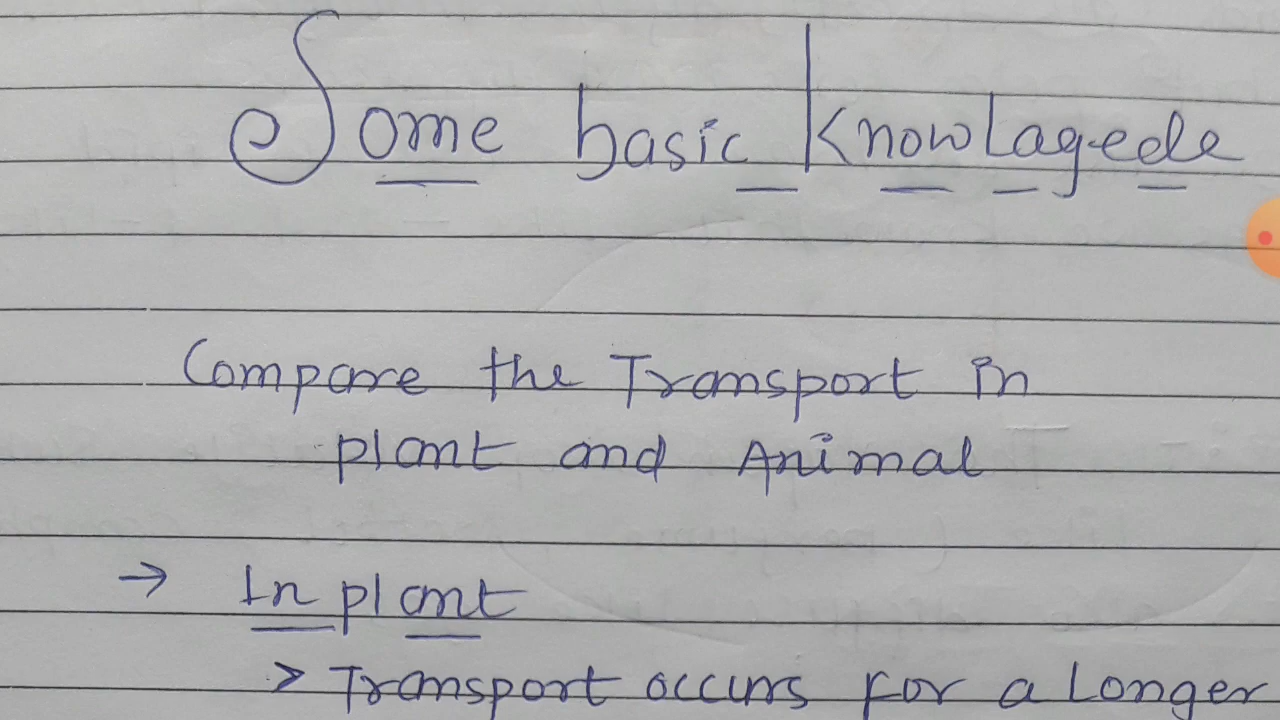 Some basic Knowlagede
Compare the Transport in
plant and Animal
→ In plant
> Transport occurs for a longer